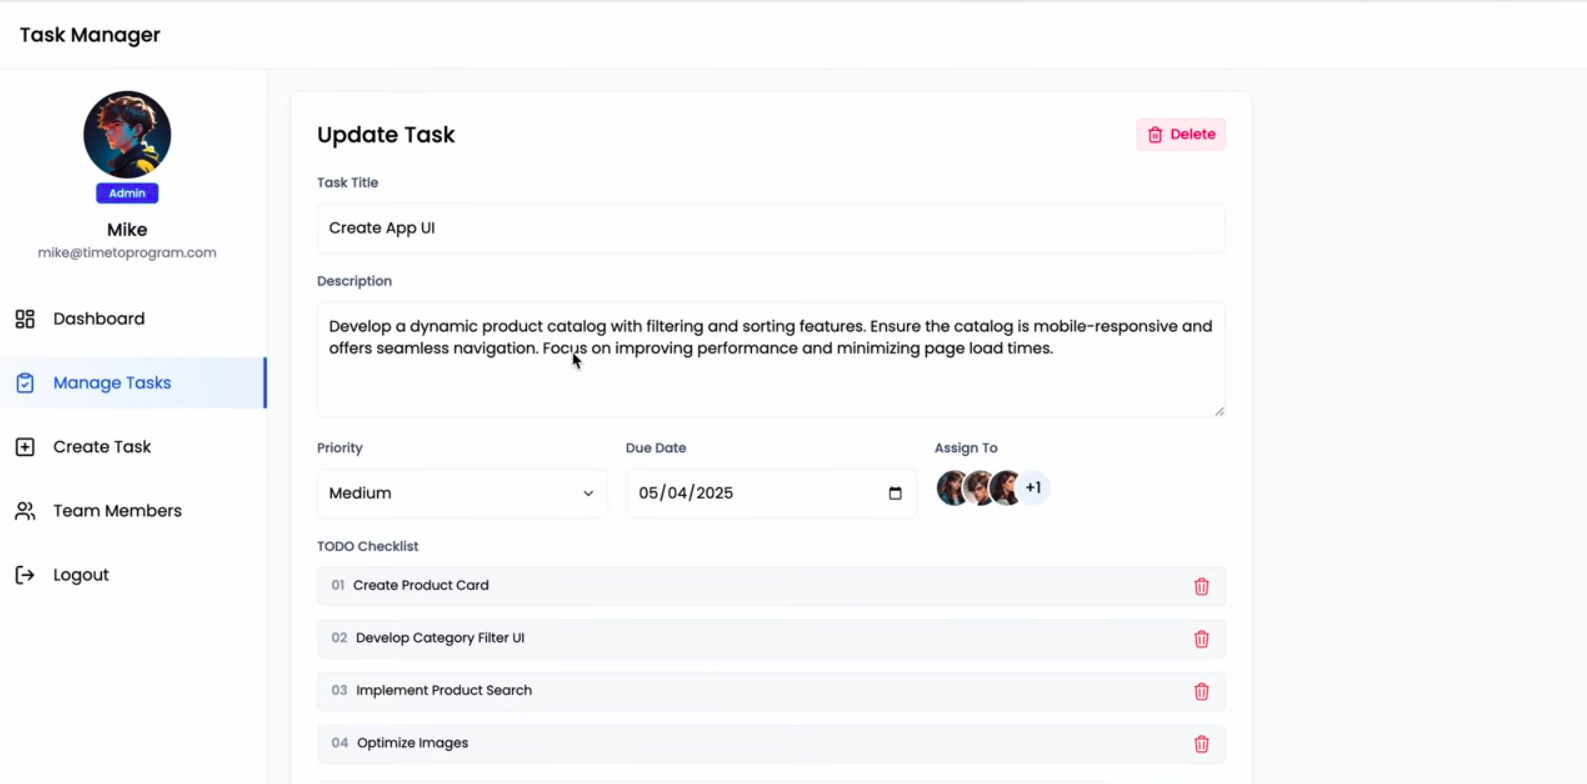 Task Manager
Admin
Mike
mike@timetoprogram.com
Dashboard
Manage Tasks
Create Task
Team Members
Logout
Update Task
Delete
Task Title
Create App UI
Description
Develop a dynamic product catalog with filtering and sorting features. Ensure the catalog is mobile-responsive and
offers seamless navigation. Focus on improving performance and minimizing page load times.
Priority
Due Date
Assign To
Medium
05/04/2025
+1
TODO Checklist
01 Create Product Card
02 Develop Category Filter UI
03 Implement Product Search
04 Optimize Images